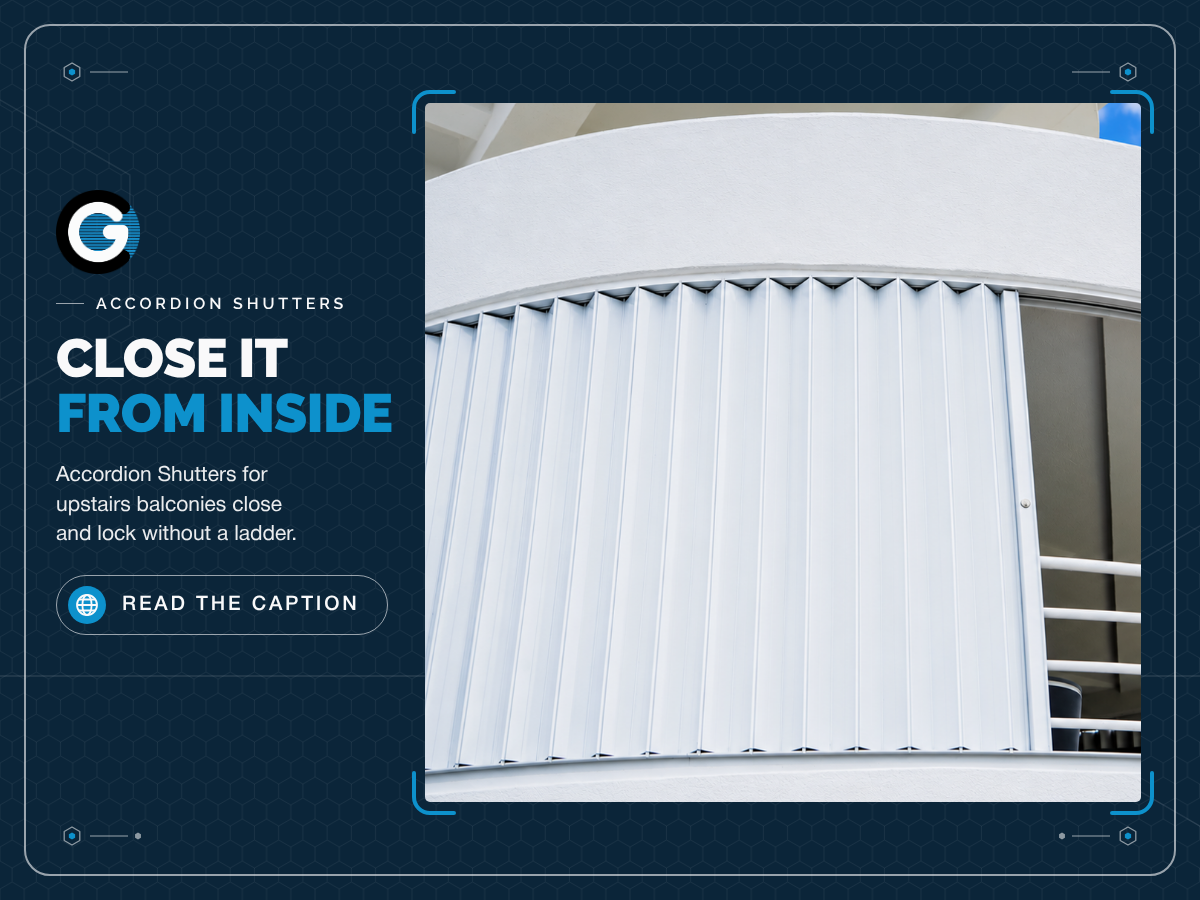 G
ACCORDION SHUTTERS
CLOSE IT
FROM INSIDE
Accordion Shutters for
upstairs balconies close
and lock without a ladder.
READ THE CAPTION